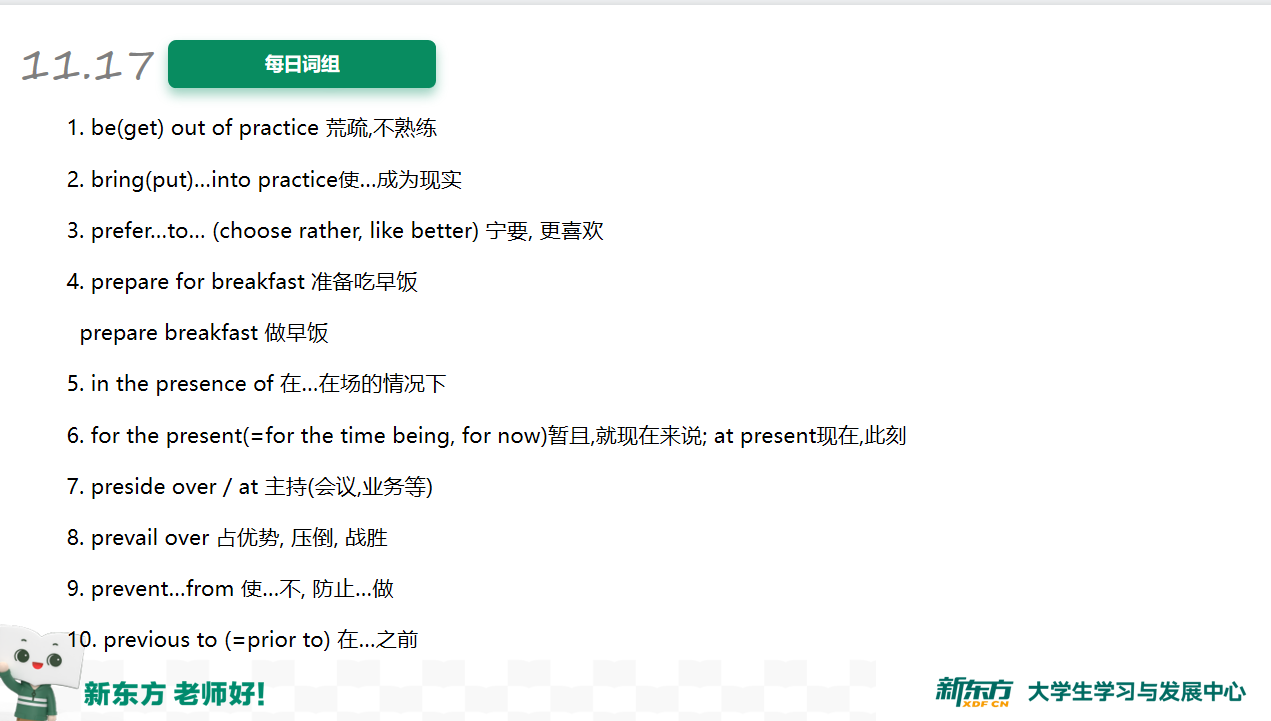 11.17 每日词组
1. be(get) out of practice 荒疏,不熟练
2. bring(put)…into practice使…成为现实
3. prefer…to… (choose rather, like better) 宁要, 更喜欢
4. prepare for breakfast 准备吃早饭
prepare breakfast 做早饭
5. in the presence of 在…在场的情况下
6. for the present(=for the time being, for now)暂且,就现在来说; at present现在,此刻
7. preside over / at 主持(会议,业务等)
8. prevail over 占优势, 压倒, 战胜
9. prevent…from 使…不, 防止…做
10. previous to (=prior to) 在…之前
新东方 老师好!
新东方 XDF.CN 大学生学习与发展中心